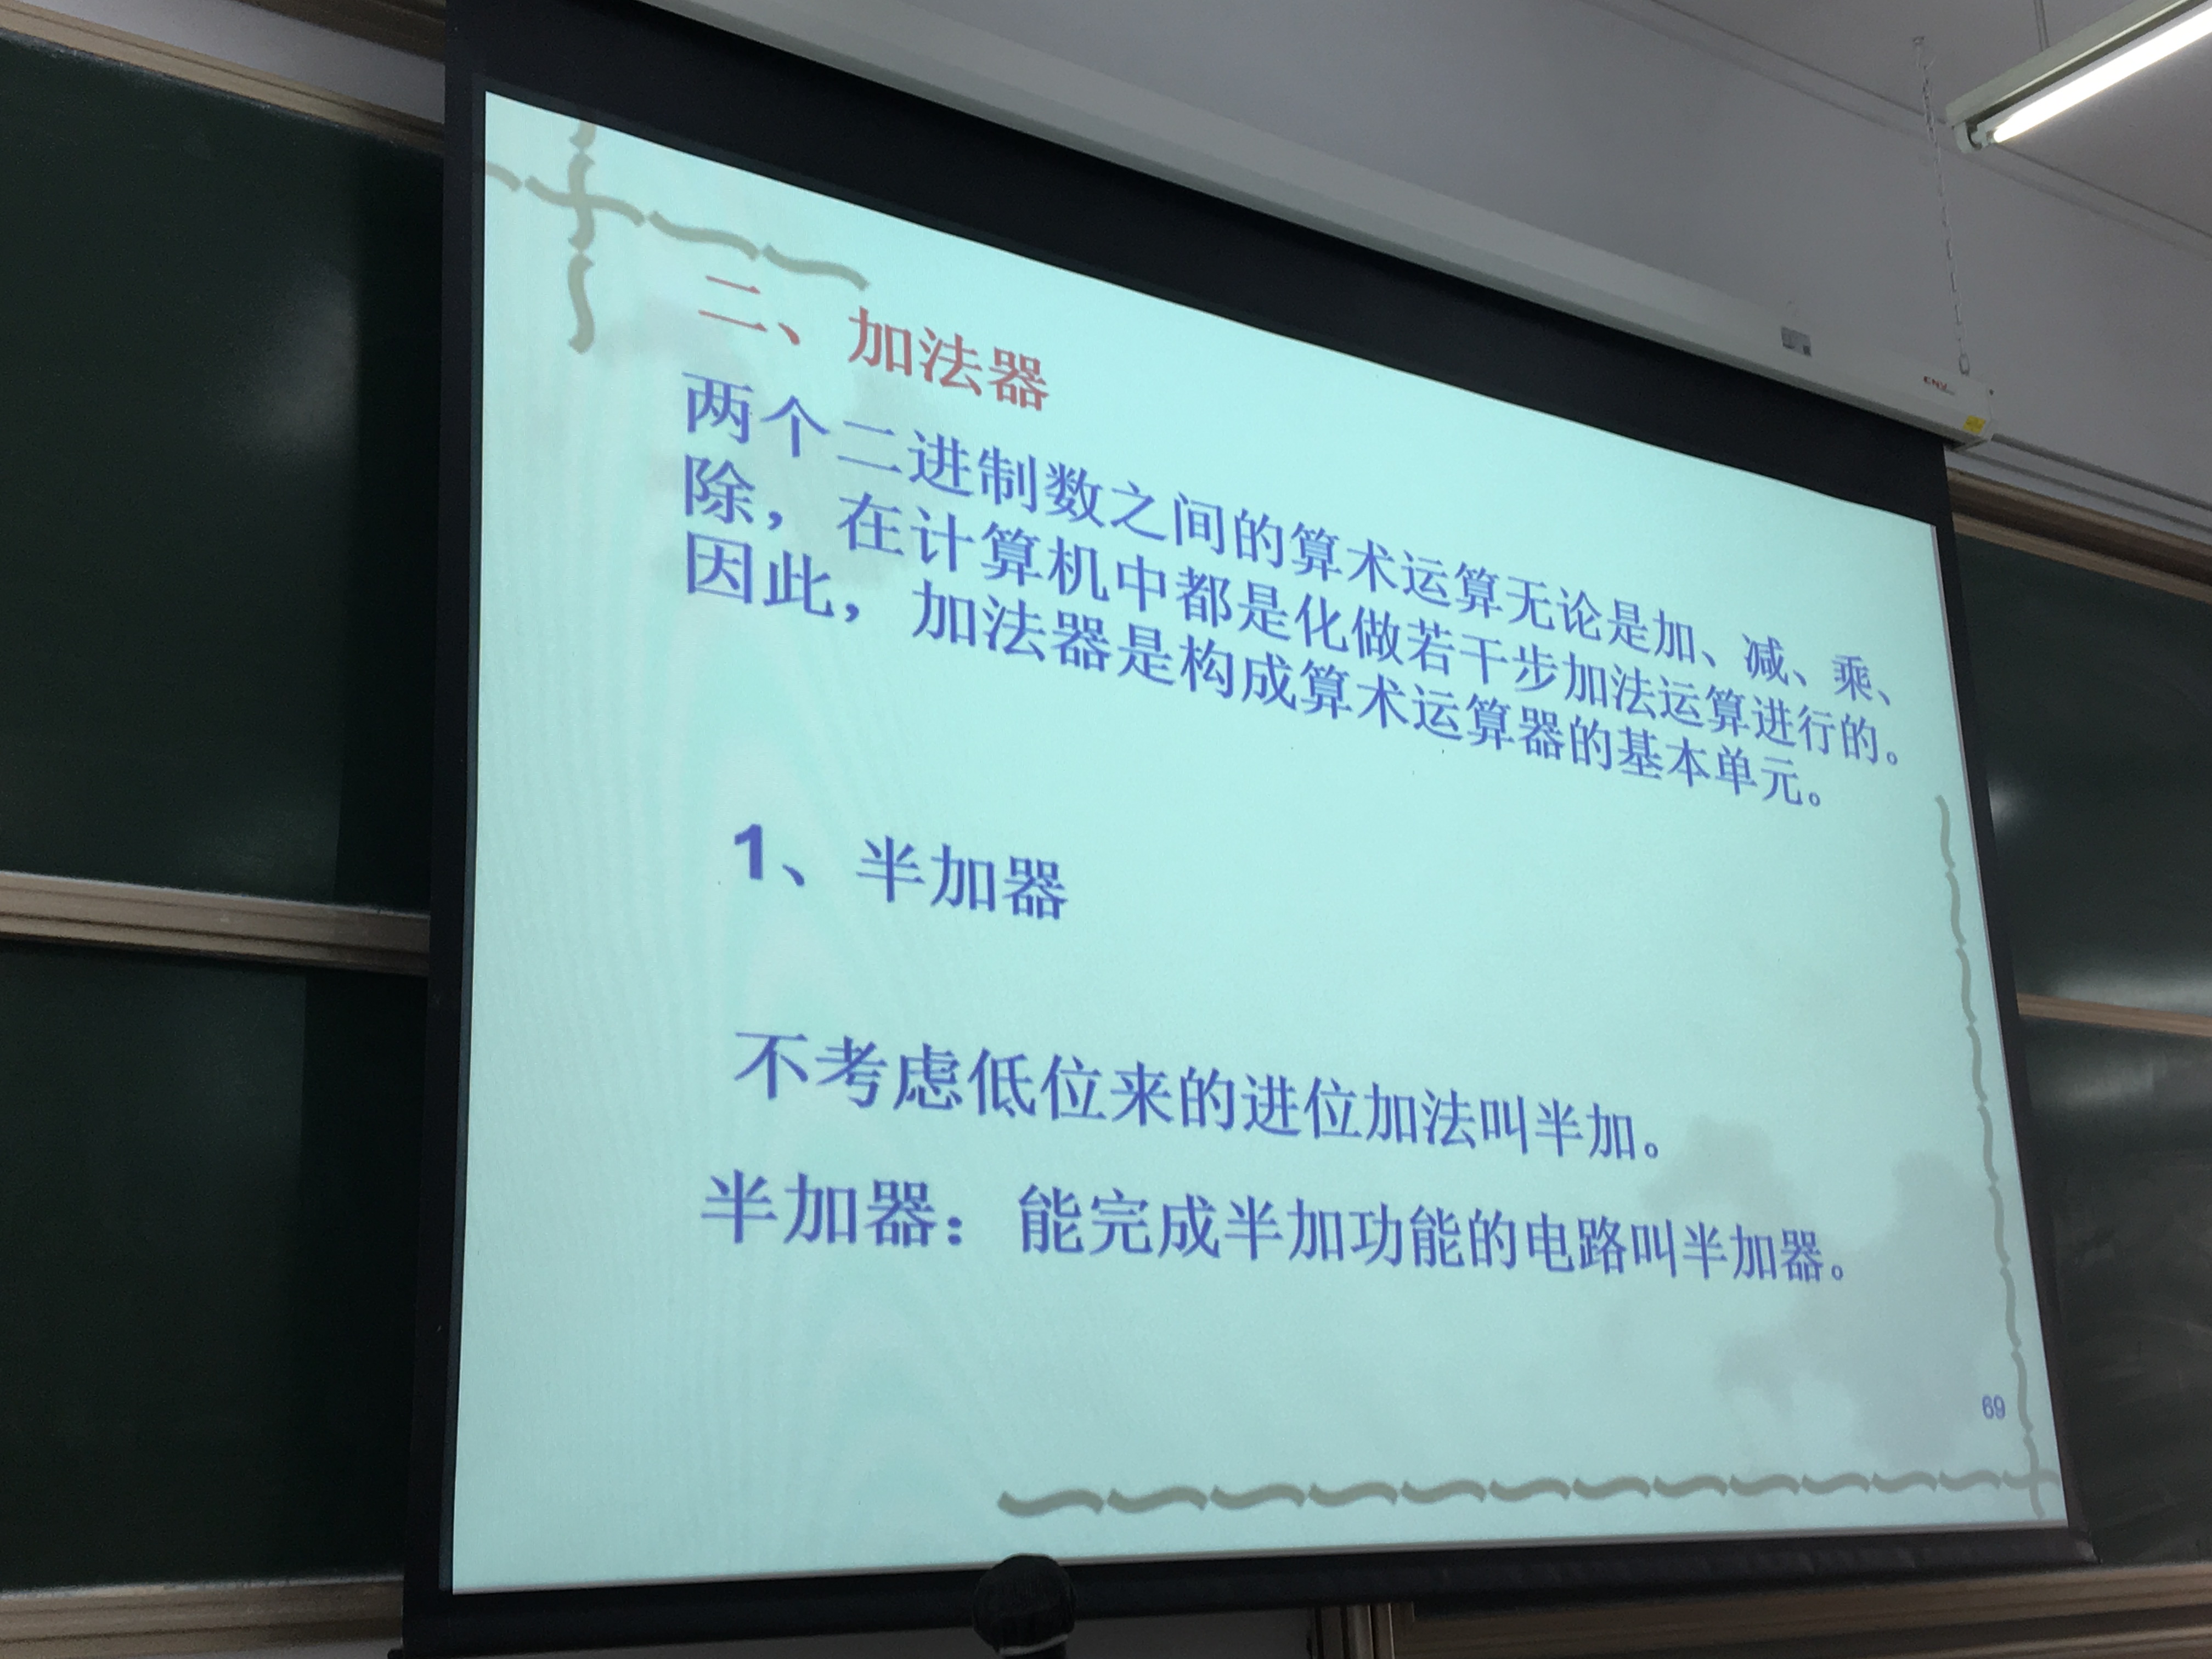 二、加法器
两个二进制数之间的算术运算无论是加、减、乘、
除，在计算机中都是化做若干步加法运算进行的。
因此，加法器是构成算术运算器的基本单元。
1、半加器
不考虑低位来的进位加法叫半加。
半加器：能完成半加功能的电路叫半加器。
69